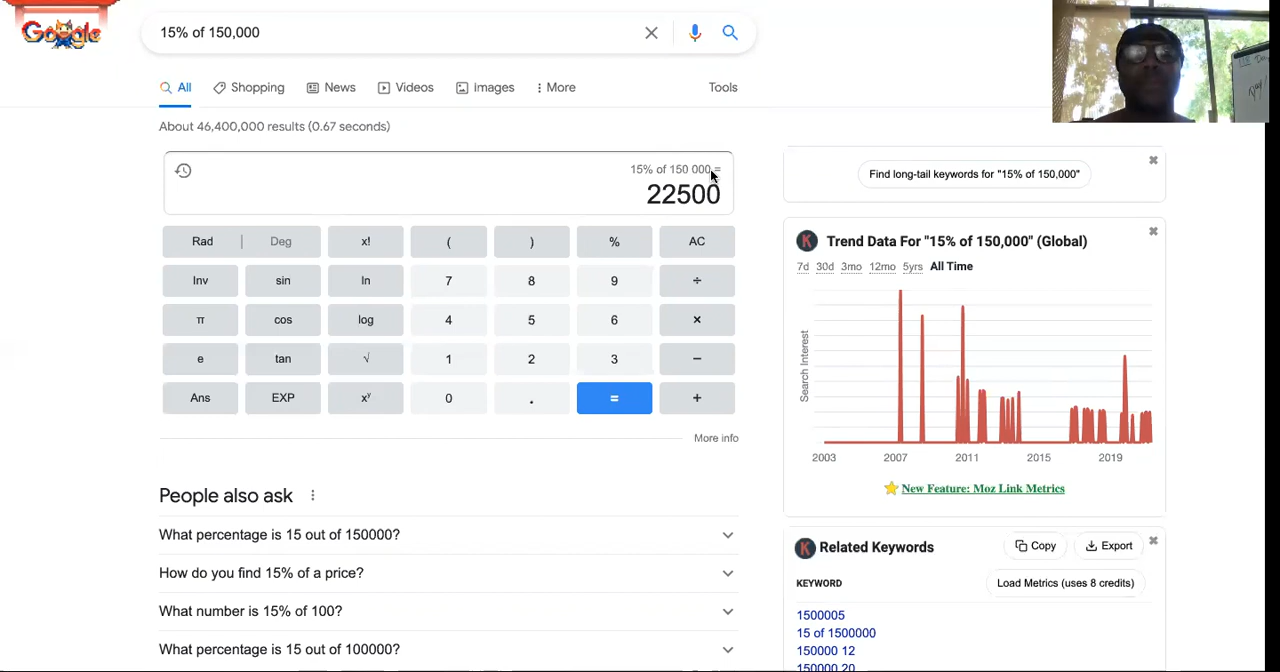 Google
15% of 150,000
All Shopping News Videos Images More Tools
About 46,400,000 results (0.67 seconds)
15% of 150 000 =
22500
Rad Deg x! ( ) % AC
Inv sin ln 7 8 9 ÷
π cos log 4 5 6 ×
e tan √ 1 2 3 −
Ans EXP xʸ 0 . = +
More info
People also ask
What percentage is 15 out of 150000?
How do you find 15% of a price?
What number is 15% of 100?
What percentage is 15 out of 100000?
Find long-tail keywords for "15% of 150,000"
K Trend Data For "15% of 150,000" (Global)
7d 30d 3mo 12mo 5yrs All Time
Search Interest
2003 2007 2011 2015 2019
New Feature: Moz Link Metrics
K Related Keywords Copy Export
KEYWORD Load Metrics (uses 8 credits)
1500005
15 of 1500000
150000 12
150000 20